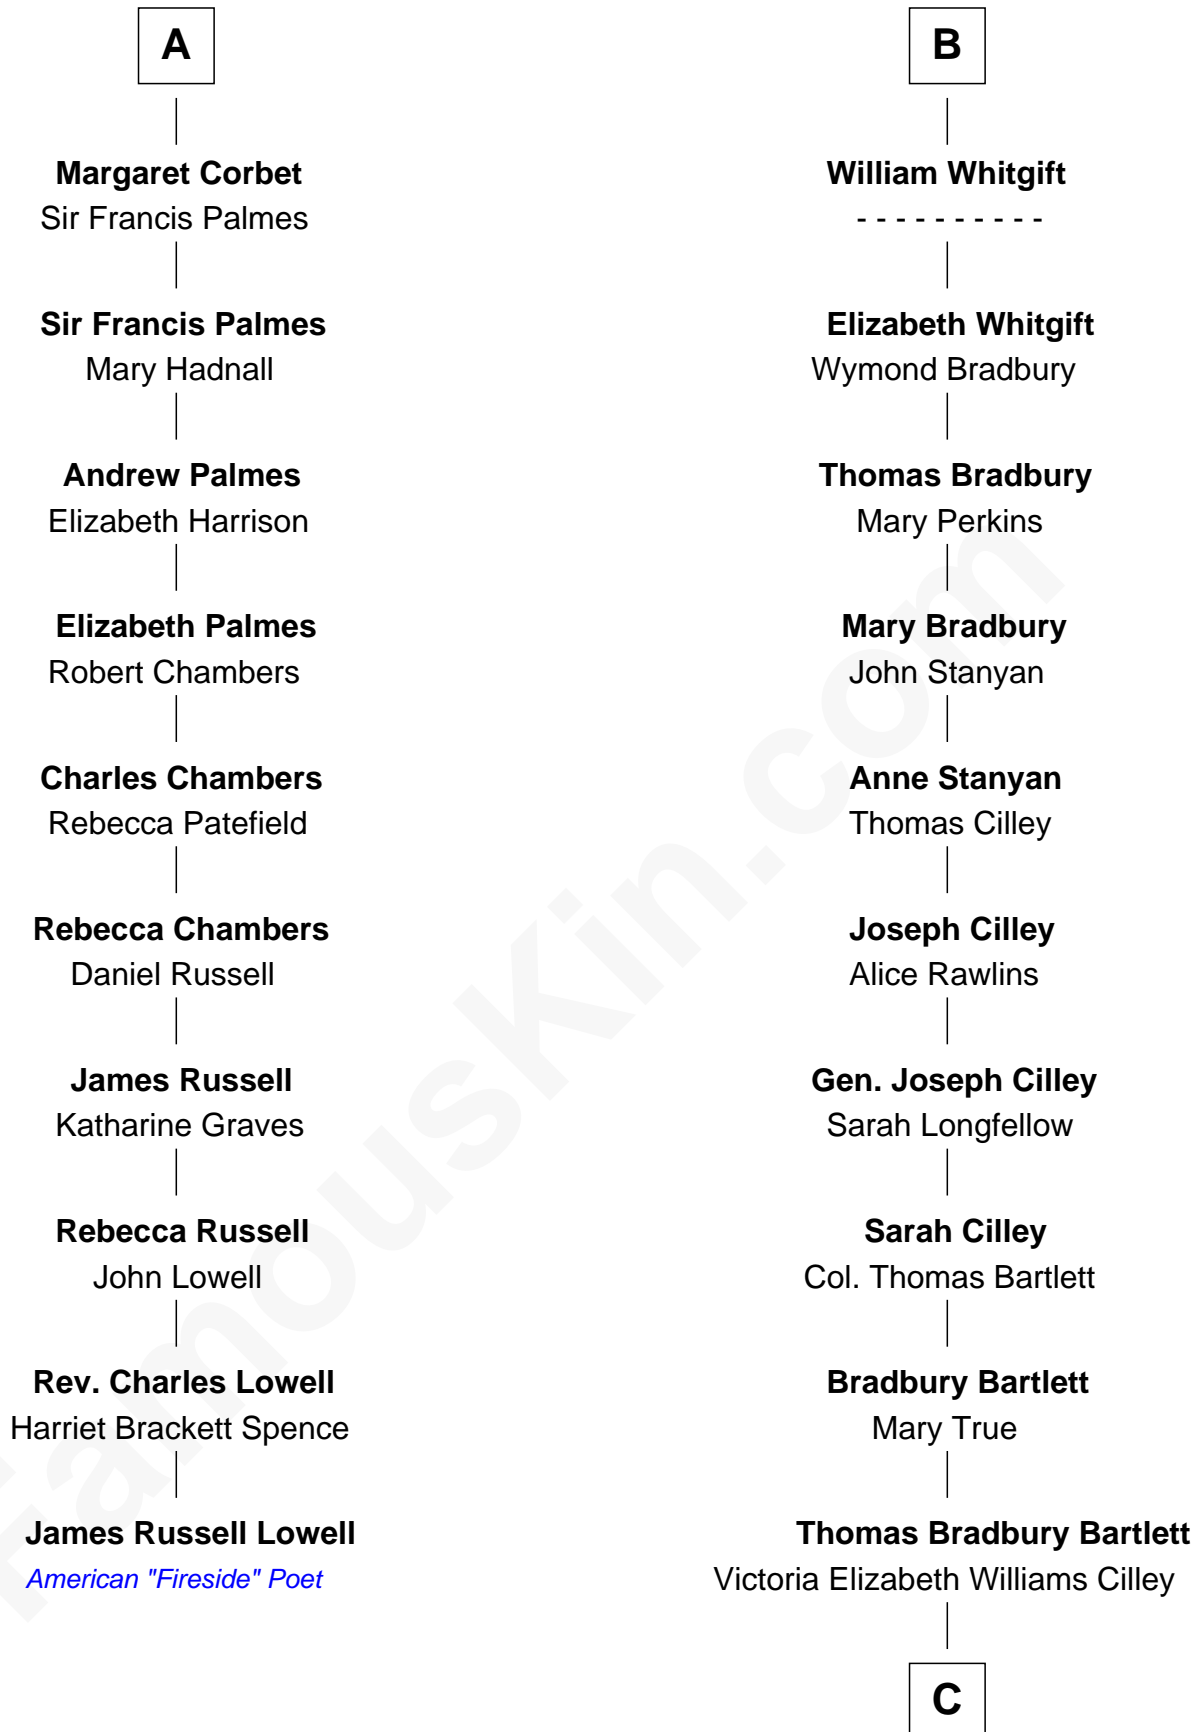 A
Margaret Corbet
Sir Francis Palmes
Sir Francis Palmes
Mary Hadnall
Andrew Palmes
Elizabeth Harrison
Elizabeth Palmes
Robert Chambers
Charles Chambers
Rebecca Patefield
Rebecca Chambers
Daniel Russell
James Russell
Katharine Graves
Rebecca Russell
John Lowell
Rev. Charles Lowell
Harriet Brackett Spence
James Russell Lowell
American "Fireside" Poet
B
William Whitgift
- - - - - - - - - -
Elizabeth Whitgift
Wymond Bradbury
Thomas Bradbury
Mary Perkins
Mary Bradbury
John Stanyan
Anne Stanyan
Thomas Cilley
Joseph Cilley
Alice Rawlins
Gen. Joseph Cilley
Sarah Longfellow
Sarah Cilley
Col. Thomas Bartlett
Bradbury Bartlett
Mary True
Thomas Bradbury Bartlett
Victoria Elizabeth Williams Cilley
C
FamousKin.com